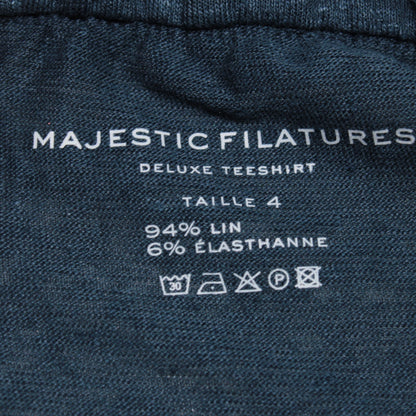 MAJESTIC FILATURES
DELUXE TEESHIRT
TAILLE 4
94% LIN
6% ÉLASTHANNE
30 P